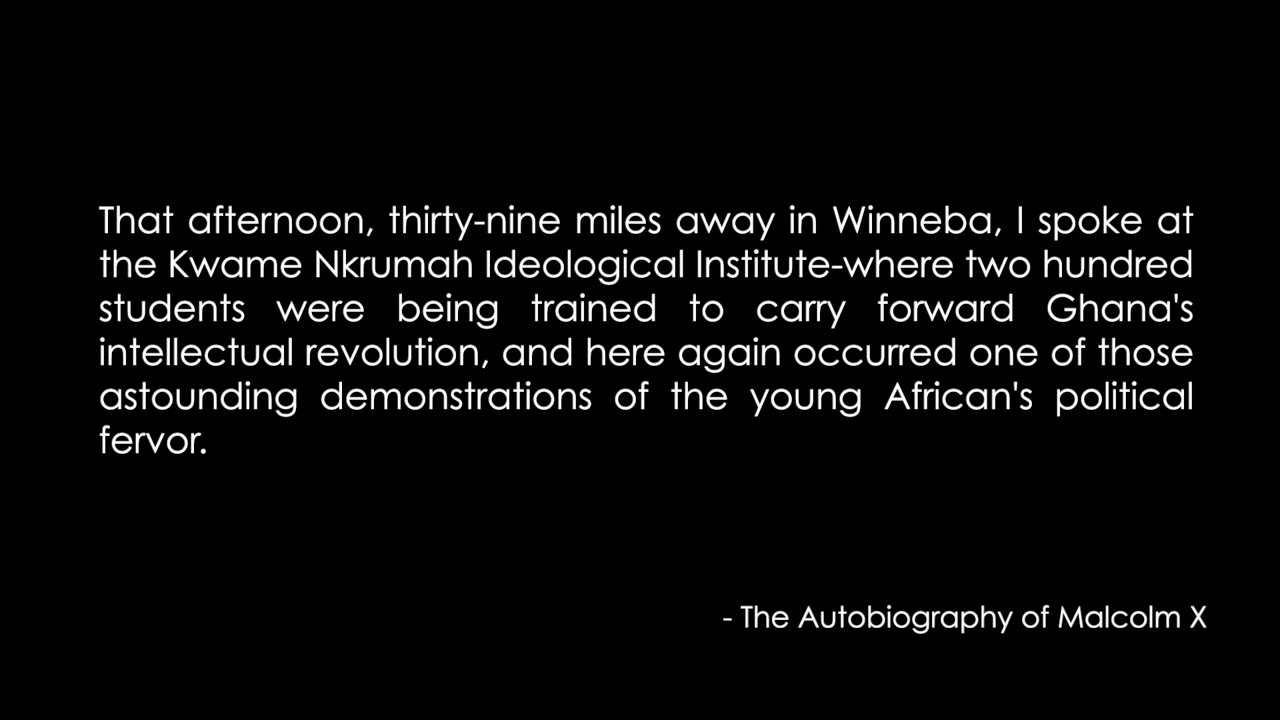 That afternoon, thirty-nine miles away in Winneba, I spoke at
the Kwame Nkrumah Ideological Institute-where two hundred
students were being trained to carry forward Ghana's
intellectual revolution, and here again occurred one of those
astounding demonstrations of the young African's political
fervor.
- The Autobiography of Malcolm X